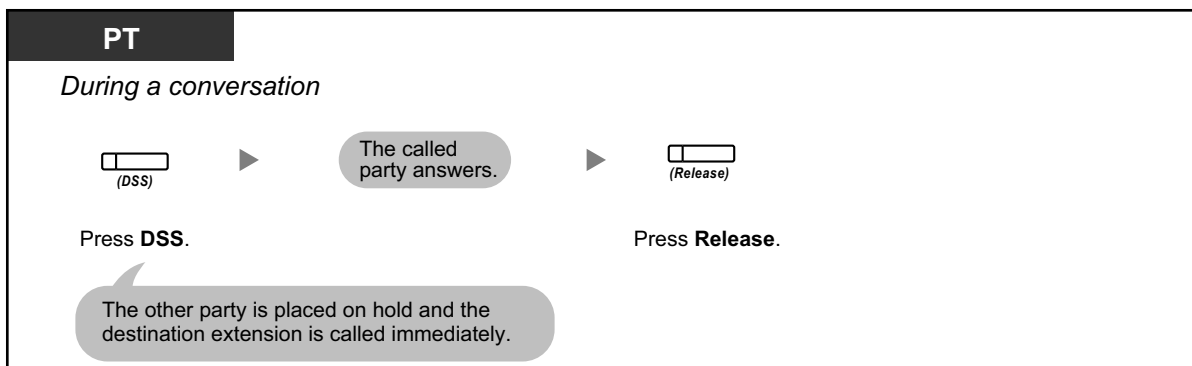 PT
During a conversation
The called
party answers.
(DSS)
(Release)
Press DSS.
Press Release.
The other party is placed on hold and the
destination extension is called immediately.